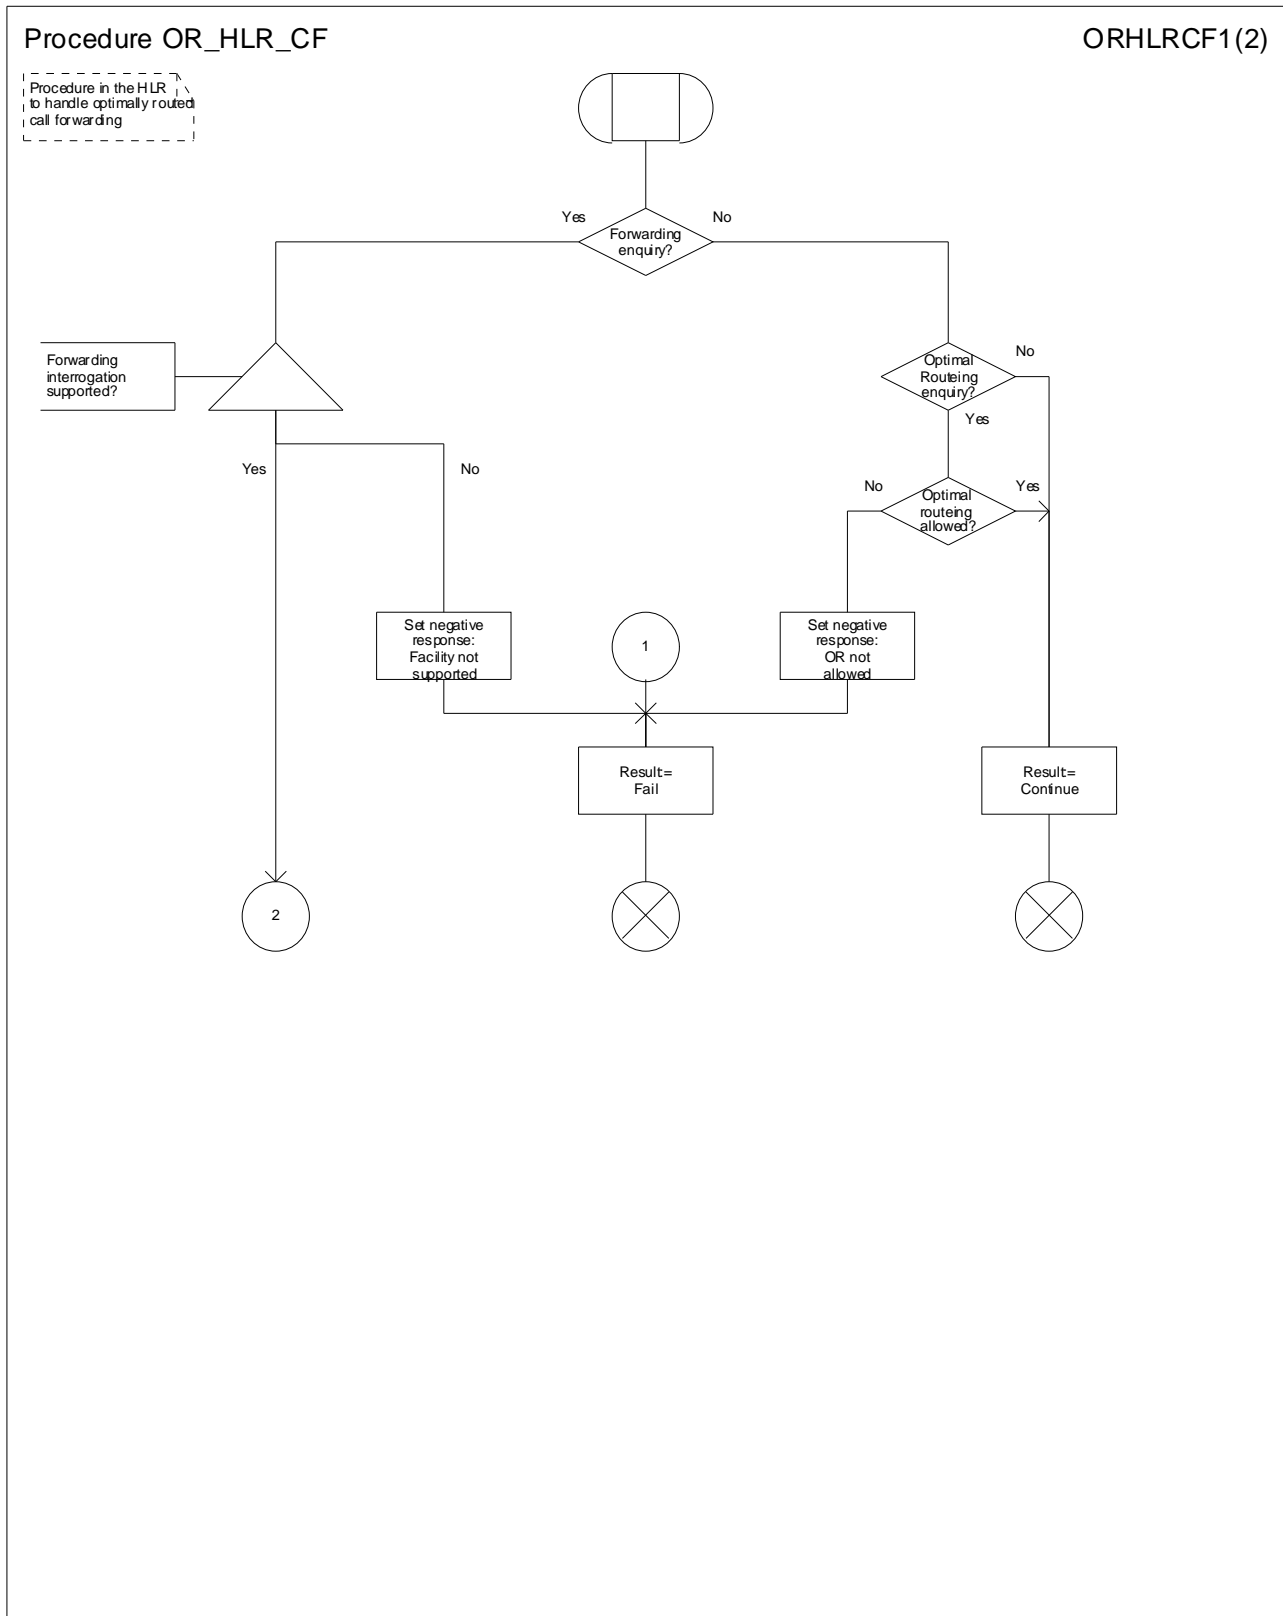 Procedure OR_HLR_CF
ORHLRCF1(2)
Procedure in the HLR
to handle optimally routed
call forwarding
Yes
No
Forwarding
enquiry?
Forwarding
interrogation
supported?
Optimal
Routeing
enquiry?
No
Yes
Yes
No
No
Optimal
routeing
allowed?
Yes
Set negative
response:
Facility not
supported
1
Set negative
response:
OR not
allowed
Result=
Fail
Result=
Continue
2